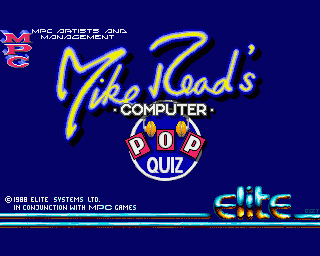 MPC ARTISTS AND
MANAGEMENT
MPG
Mike Read's
·COMPUTER·
POP
QUIZ
©1988 ELITE SYSTEMS LTD.
IN CONJUNCTION WITH MPC GAMES
elite